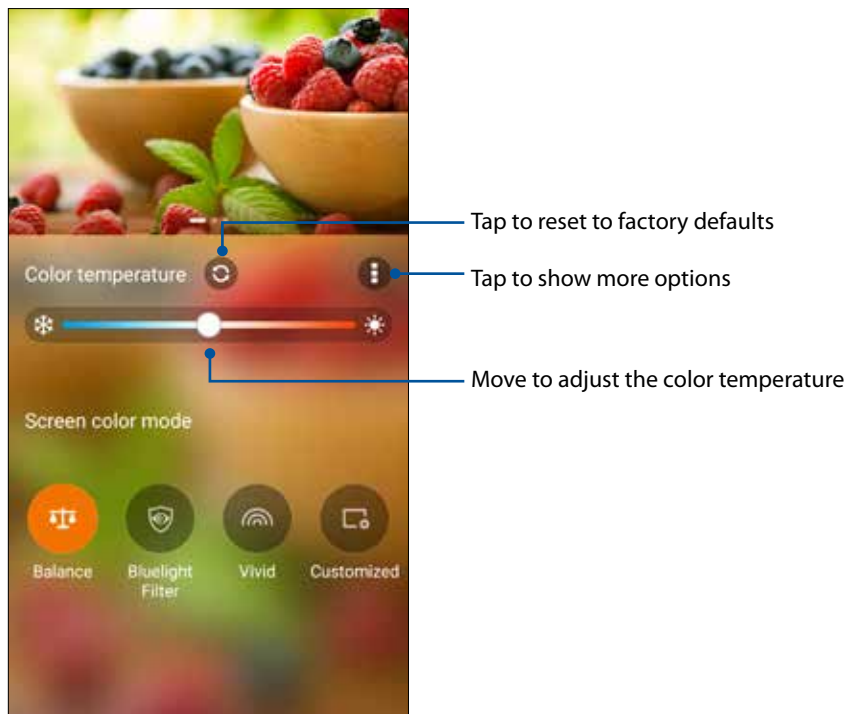 Tap to reset to factory defaults
Color temperature
Tap to show more options
Move to adjust the color temperature
Screen color mode
Balance
Bluelight
Filter
Vivid
Customized